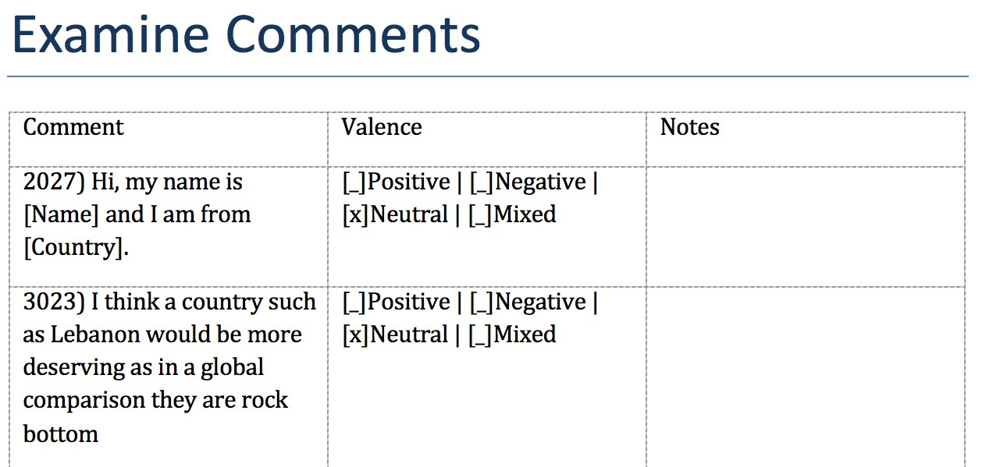 Examine Comments
Comment
Valence
Notes
2027) Hi, my name is
[Name] and I am from
[Country].
[_]Positive | [_]Negative |
[x]Neutral | [_]Mixed
3023) I think a country such
as Lebanon would be more
deserving as in a global
comparison they are rock
bottom
[_]Positive | [_]Negative |
[x]Neutral | [_]Mixed